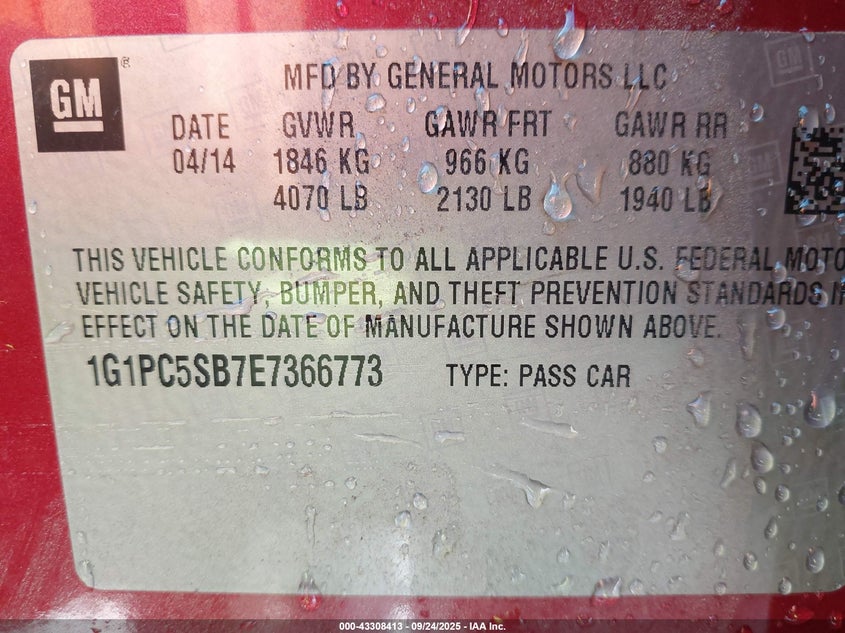 GM
MFD BY GENERAL MOTORS LLC
DATE GVWR GAWR FRT GAWR RR
04/14 1846 KG 966 KG 880 KG
4070 LB 2130 LB 1940 LB
THIS VEHICLE CONFORMS TO ALL APPLICABLE U.S. FEDERAL MOTO
VEHICLE SAFETY, BUMPER, AND THEFT PREVENTION STANDARDS IN
EFFECT ON THE DATE OF MANUFACTURE SHOWN ABOVE.
1G1PC5SB7E7366773 TYPE: PASS CAR
000-43308413 - 09/24/2025 - IAA Inc.